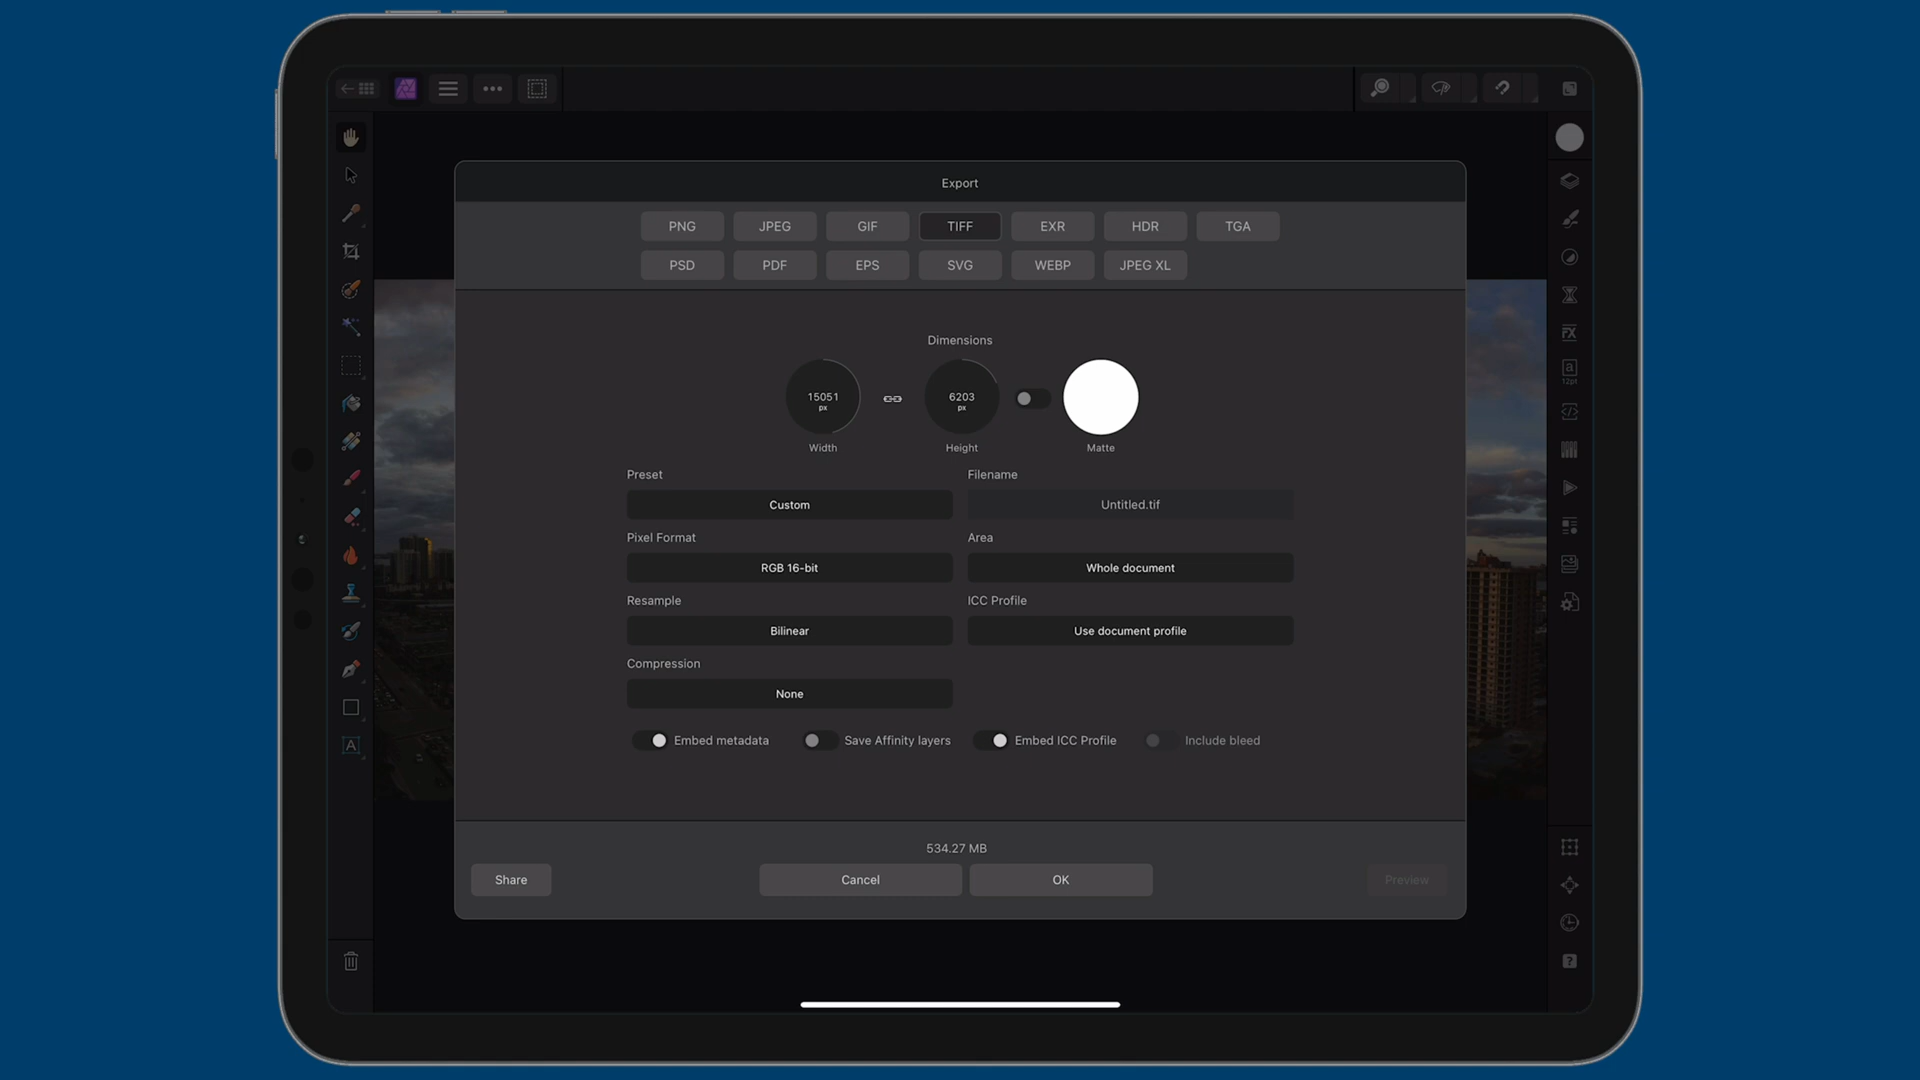 Export
PNG JPEG GIF TIFF EXR HDR TGA
PSD PDF EPS SVG WEBP JPEG XL
Dimensions
15051 px 6203 px
Width Height Matte
Preset Filename
Custom Untitled.tif
Pixel Format Area
RGB 16-bit Whole document
Resample ICC Profile
Bilinear Use document profile
Compression
None
Embed metadata Save Affinity layers Embed ICC Profile Include bleed
534.27 MB
Share Cancel OK Preview
FX
a
12pt
A
?